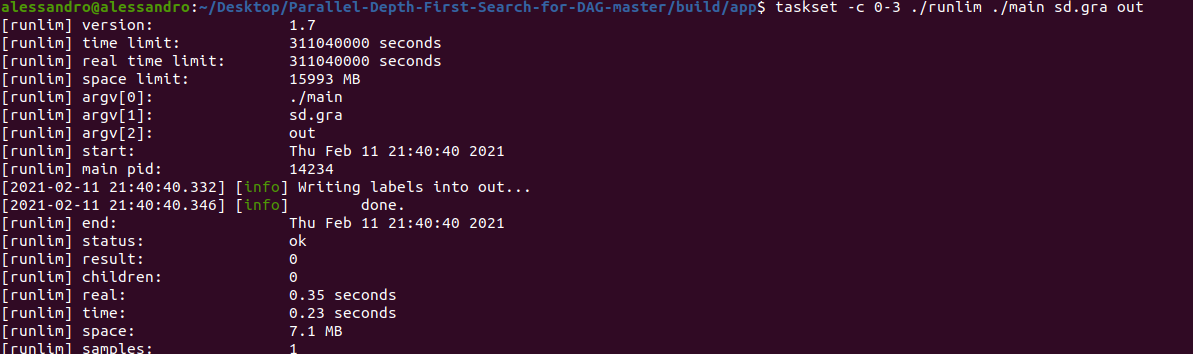 alessandro@alessandro:~/Desktop/Parallel-Depth-First-Search-for-DAG-master/build/app$ taskset -c 0-3 ./runlim ./main sd.gra out
[runlim] version: 1.7
[runlim] time limit: 311040000 seconds
[runlim] real time limit: 311040000 seconds
[runlim] space limit: 15993 MB
[runlim] argv[0]: ./main
[runlim] argv[1]: sd.gra
[runlim] argv[2]: out
[runlim] start: Thu Feb 11 21:40:40 2021
[runlim] main pid: 14234
[2021-02-11 21:40:40.332] [info] Writing labels into out...
[2021-02-11 21:40:40.346] [info] done.
[runlim] end: Thu Feb 11 21:40:40 2021
[runlim] status: ok
[runlim] result: 0
[runlim] children: 0
[runlim] real: 0.35 seconds
[runlim] time: 0.23 seconds
[runlim] space: 7.1 MB
[runlim] samples: 1